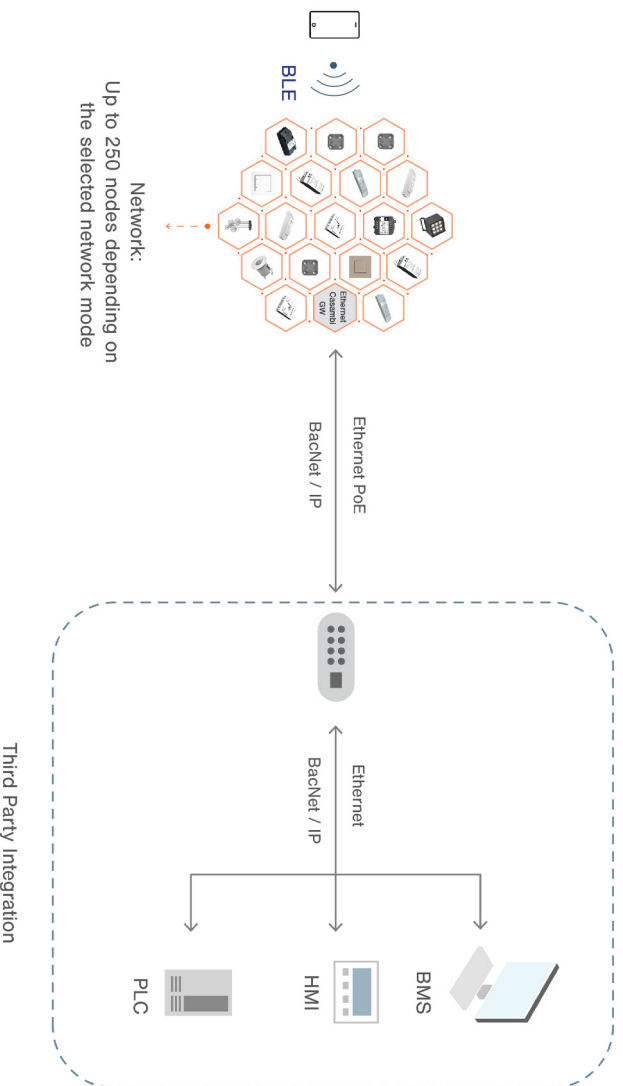 BLE
Network:
Up to 250 nodes depending on
the selected network mode
Ethernet
Casambi
GW
Ethernet PoE
BacNet / IP
Ethernet
BacNet / IP
BMS
HMI
PLC
Third Party Integration